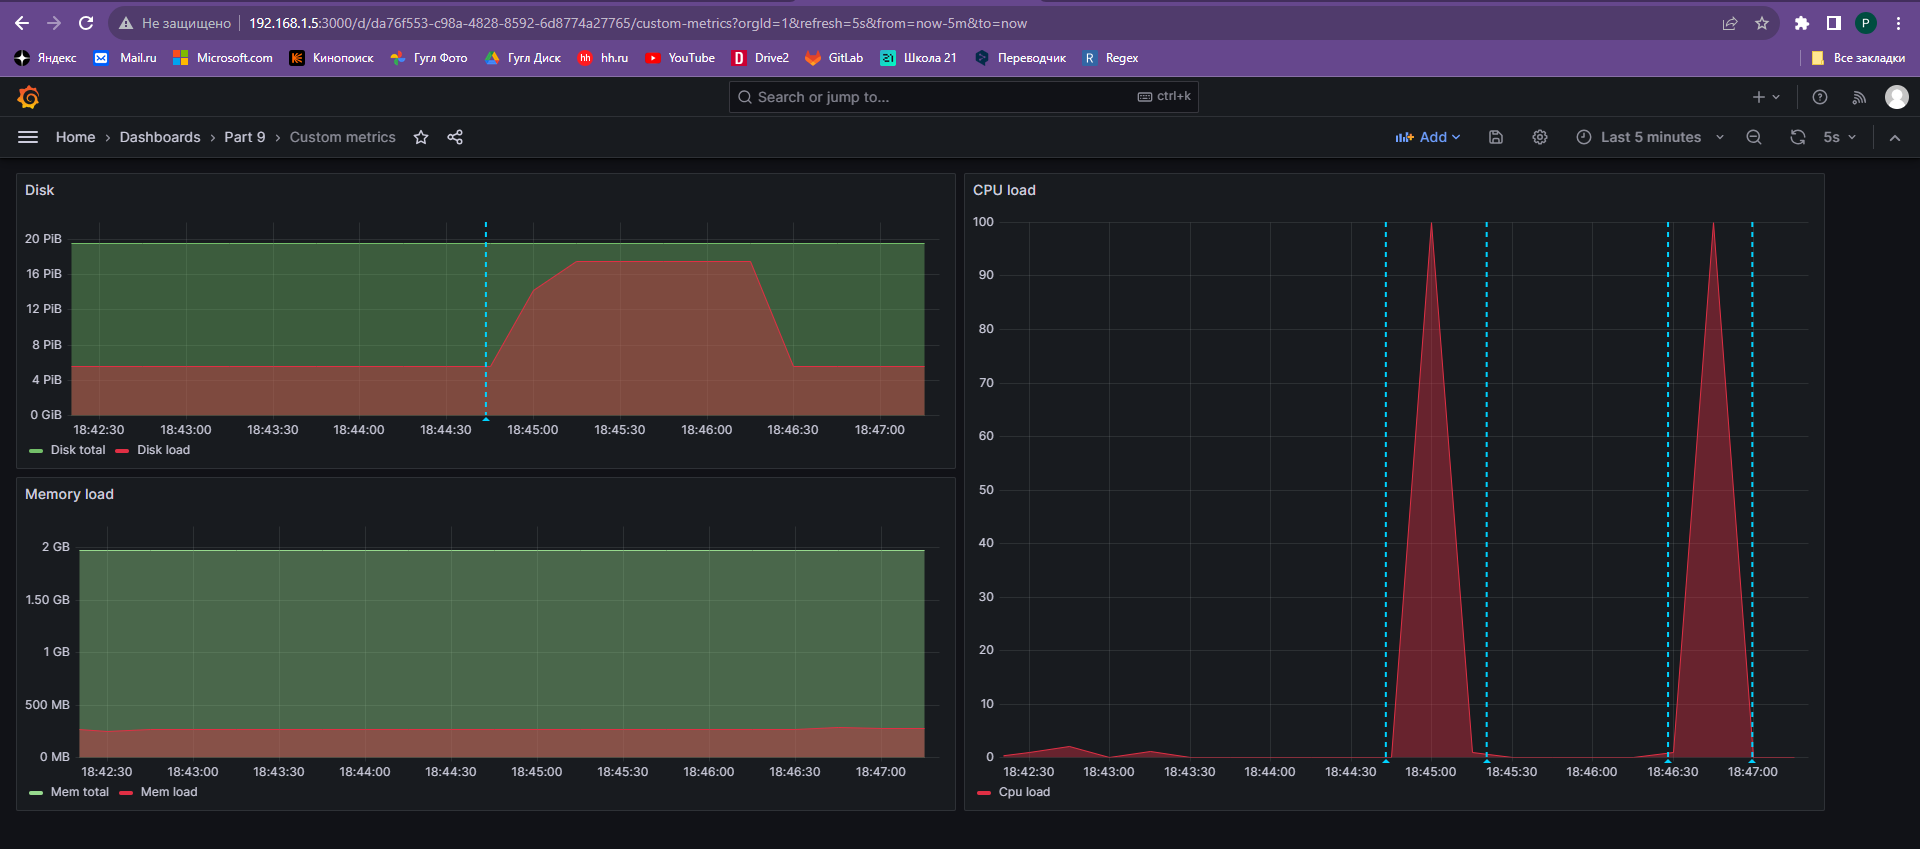 Не защищено 192.168.1.5:3000/d/da76f553-c98a-4828-8592-6d8774a27765/custom-metrics?orgId=1&refresh=5s&from=now-5m&to=now P
Яндекс Mail.ru Microsoft.com Кинопоиск Гугл Фото Гугл Диск hh hh.ru YouTube D Drive2 GitLab 21 Школа 21 Переводчик R Regex Все закладки
Search or jump to... ctrl+k
Home Dashboards Part 9 Custom metrics Add Last 5 minutes 5s
Disk
20 PiB
16 PiB
12 PiB
8 PiB
4 PiB
0 GiB
18:42:30 18:43:00 18:43:30 18:44:00 18:44:30 18:45:00 18:45:30 18:46:00 18:46:30 18:47:00
Disk total Disk load
Memory load
2 GB
1.50 GB
1 GB
500 MB
0 MB
18:42:30 18:43:00 18:43:30 18:44:00 18:44:30 18:45:00 18:45:30 18:46:00 18:46:30 18:47:00
Mem total Mem load
CPU load
100
90
80
70
60
50
40
30
20
10
0
18:42:30 18:43:00 18:43:30 18:44:00 18:44:30 18:45:00 18:45:30 18:46:00 18:46:30 18:47:00
Cpu load